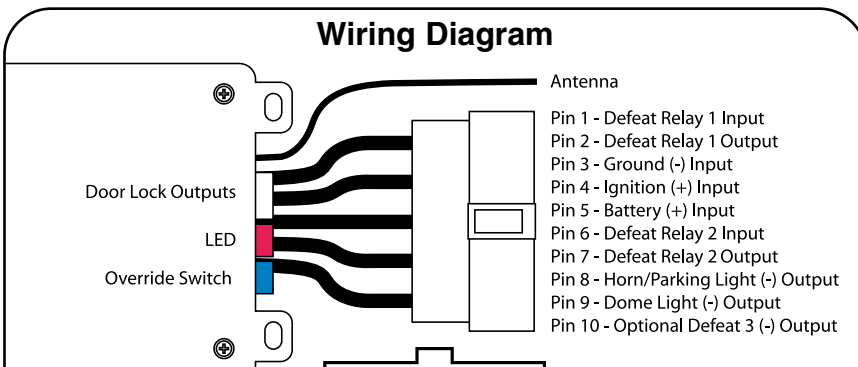 Wiring Diagram
Antenna
Pin 1 - Defeat Relay 1 Input
Pin 2 - Defeat Relay 1 Output
Pin 3 - Ground (-) Input
Pin 4 - Ignition (+) Input
Pin 5 - Battery (+) Input
Pin 6 - Defeat Relay 2 Input
Pin 7 - Defeat Relay 2 Output
Pin 8 - Horn/Parking Light (-) Output
Pin 9 - Dome Light (-) Output
Pin 10 - Optional Defeat 3 (-) Output
Door Lock Outputs
LED
Override Switch